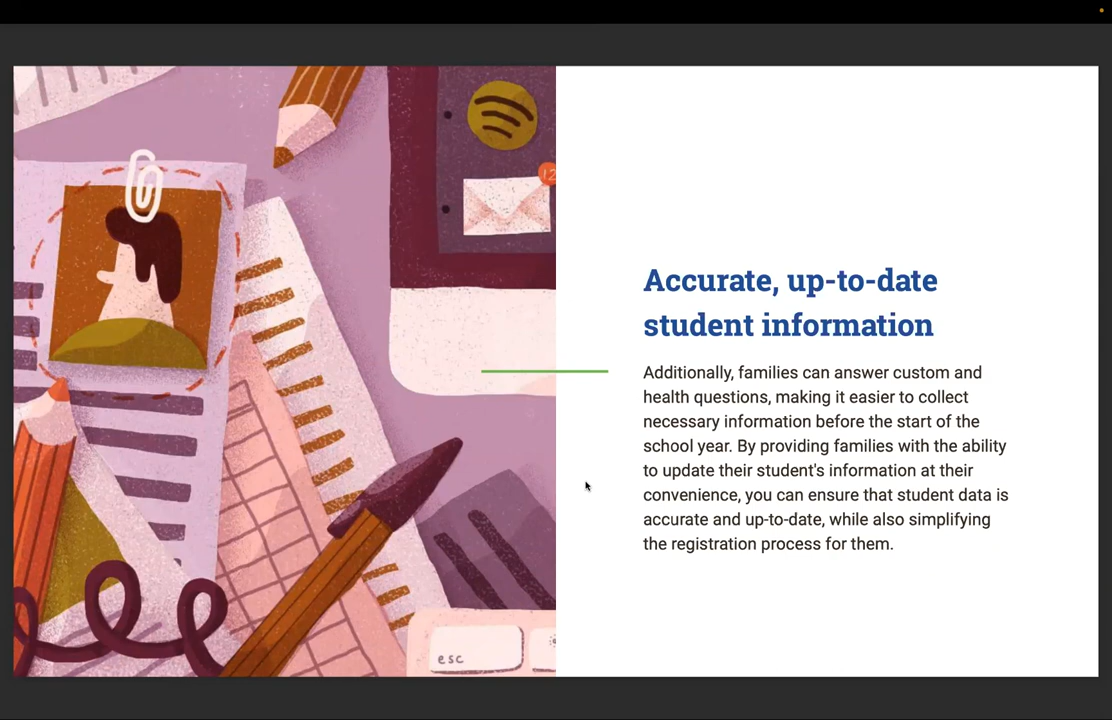 12
esc
Accurate, up-to-date
student information
Additionally, families can answer custom and
health questions, making it easier to collect
necessary information before the start of the
school year. By providing families with the ability
to update their student's information at their
convenience, you can ensure that student data is
accurate and up-to-date, while also simplifying
the registration process for them.